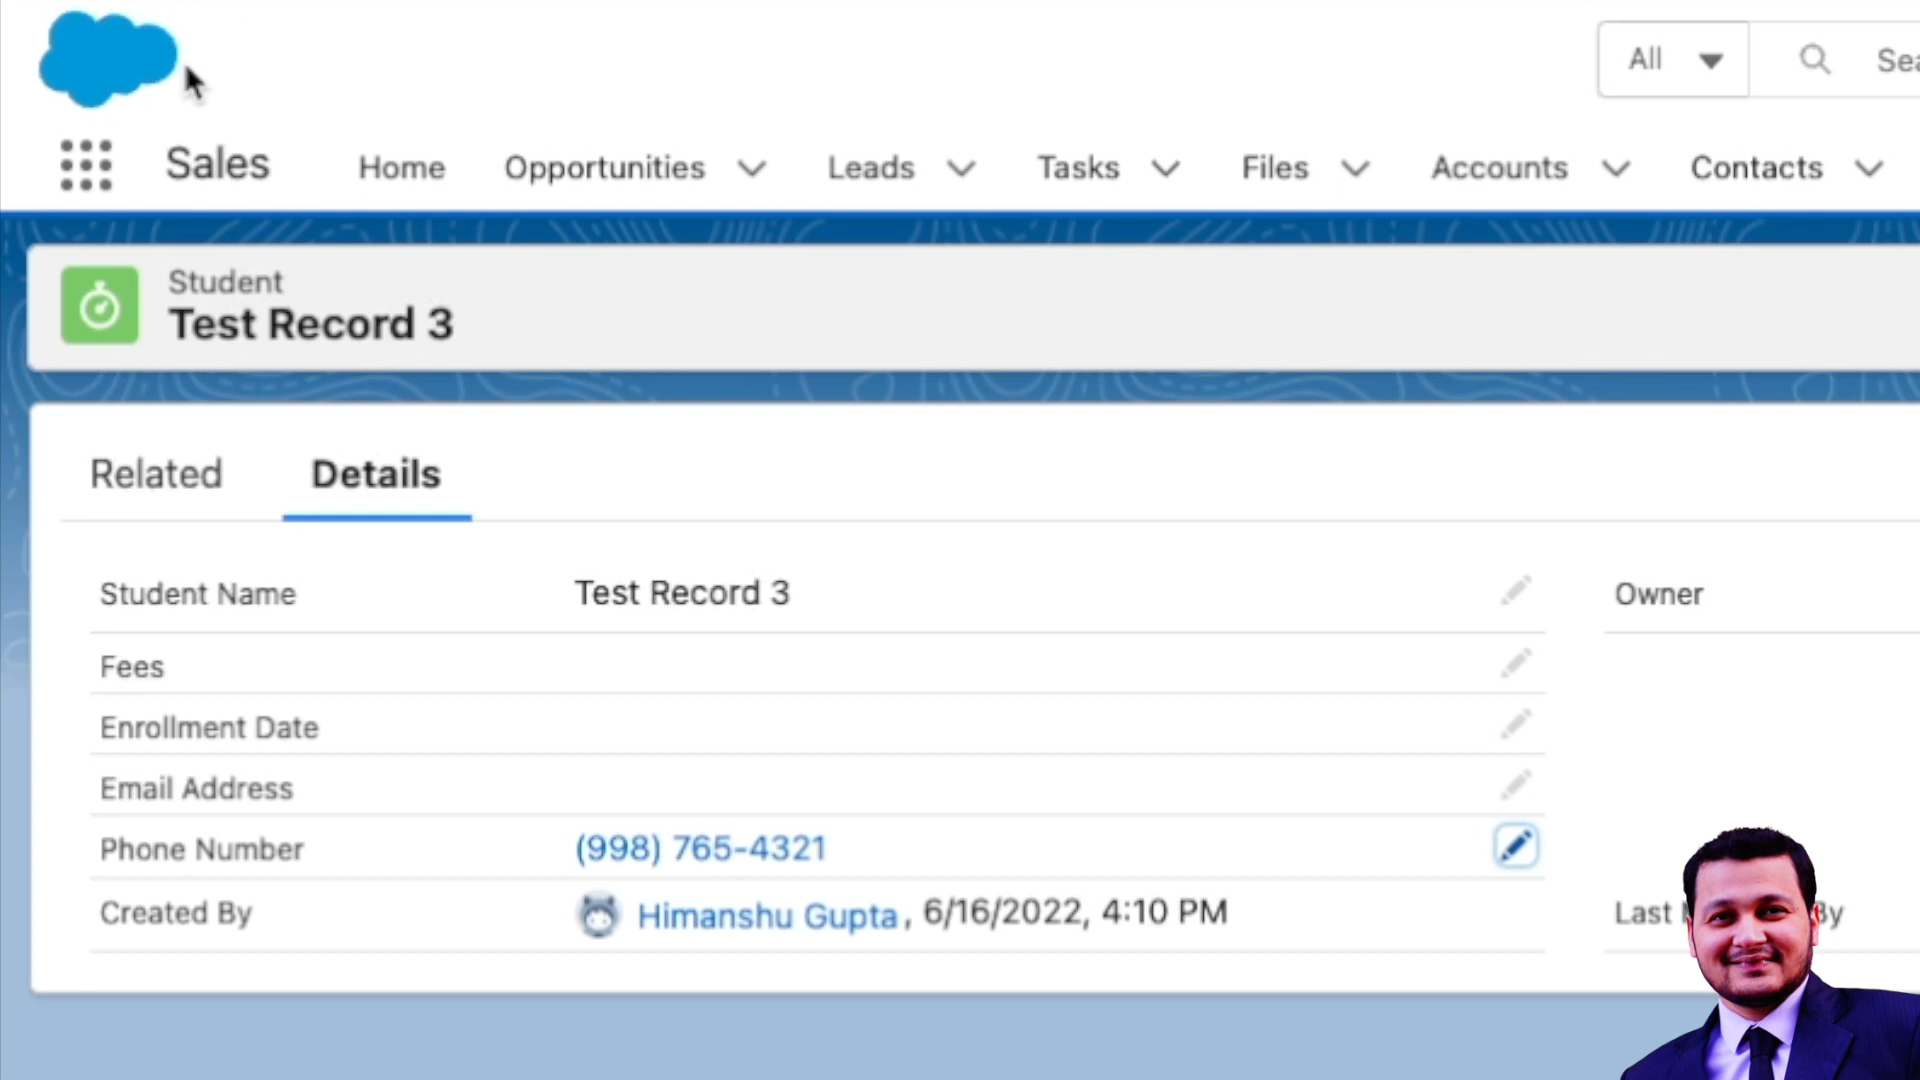 All Sea
Sales Home Opportunities Leads Tasks Files Accounts Contacts
Student
Test Record 3
Related Details
Student Name Test Record 3 Owner
Fees
Enrollment Date
Email Address
Phone Number (998) 765-4321
Created By Himanshu Gupta, 6/16/2022, 4:10 PM Last By